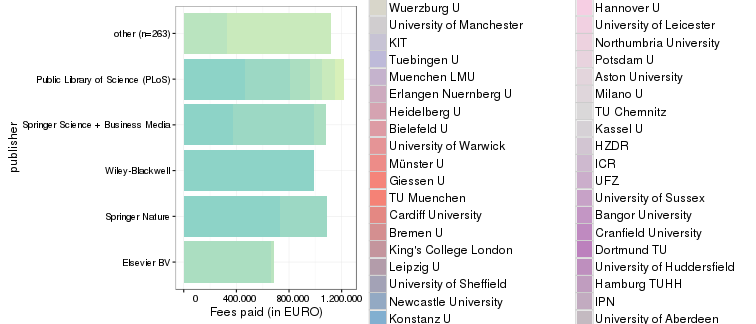 publisher
other (n=263)
Public Library of Science (PLoS)
Springer Science + Business Media
Wiley-Blackwell
Springer Nature
Elsevier BV
0
400.000
800.000
1.200.000
Fees paid (in EURO)
Wuerzburg U
University of Manchester
KIT
Tuebingen U
Muenchen LMU
Erlangen Nuernberg U
Heidelberg U
Bielefeld U
University of Warwick
Münster U
Giessen U
TU Muenchen
Cardiff University
Bremen U
King's College London
Leipzig U
University of Sheffield
Newcastle University
Konstanz U
Hannover U
University of Leicester
Northumbria University
Potsdam U
Aston University
Milano U
TU Chemnitz
Kassel U
HZDR
ICR
UFZ
University of Sussex
Bangor University
Cranfield University
Dortmund TU
University of Huddersfield
Hamburg TUHH
IPN
University of Aberdeen